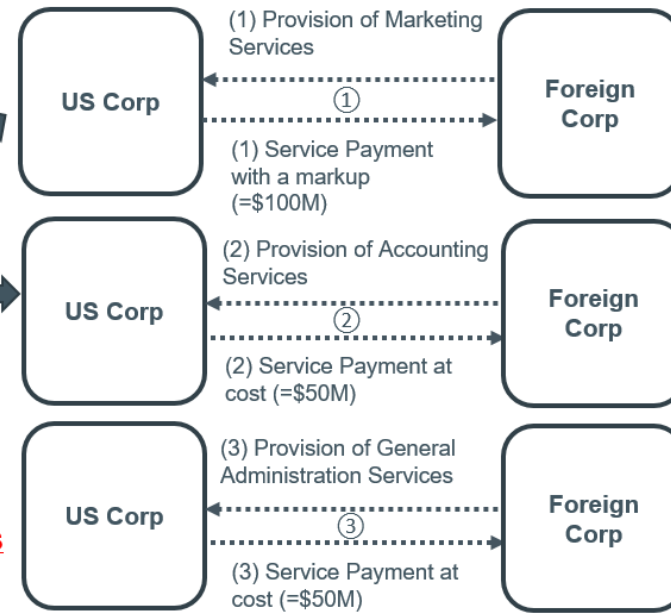 (1) Provision of Marketing
Services
US Corp
①
Foreign
Corp
(1) Service Payment
with a markup
(=$100M)
(2) Provision of Accounting
Services
US Corp
②
Foreign
Corp
(2) Service Payment at
cost (=$50M)
(3) Provision of General
Administration Services
US Corp
③
Foreign
Corp
(3) Service Payment at
cost (=$50M)